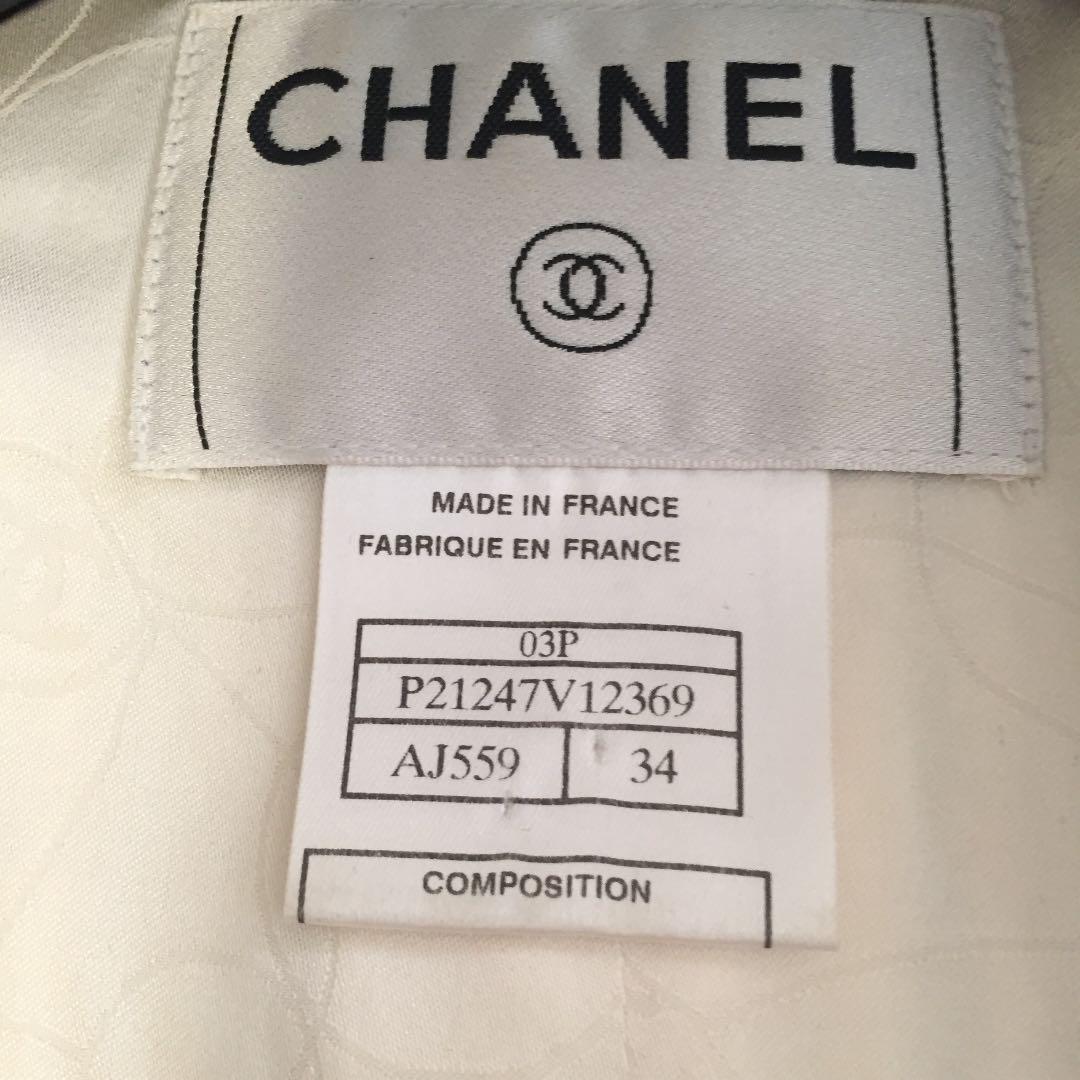 CHANEL
MADE IN FRANCE
FABRIQUE EN FRANCE
03P
P21247V12369
AJ559 34
COMPOSITION